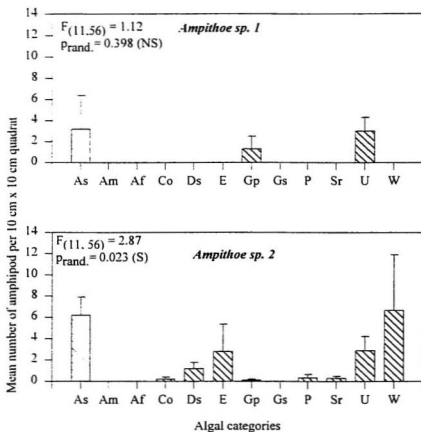 Mean number of amphipod per 10 cm x 10 cm quadrat
14
12
10
8
6
4
2
0
F(11.56) = 1.12
prand. = 0.398 (NS)
Ampithoe sp. 1
As Am Af Co Ds E Gp Gs P Sr U W
14
12
10
8
6
4
2
0
F(11, 56) = 2.87
prand. = 0.023 (S)
Ampithoe sp. 2
As Am Af Co Ds E Gp Gs P Sr U W
Algal categories